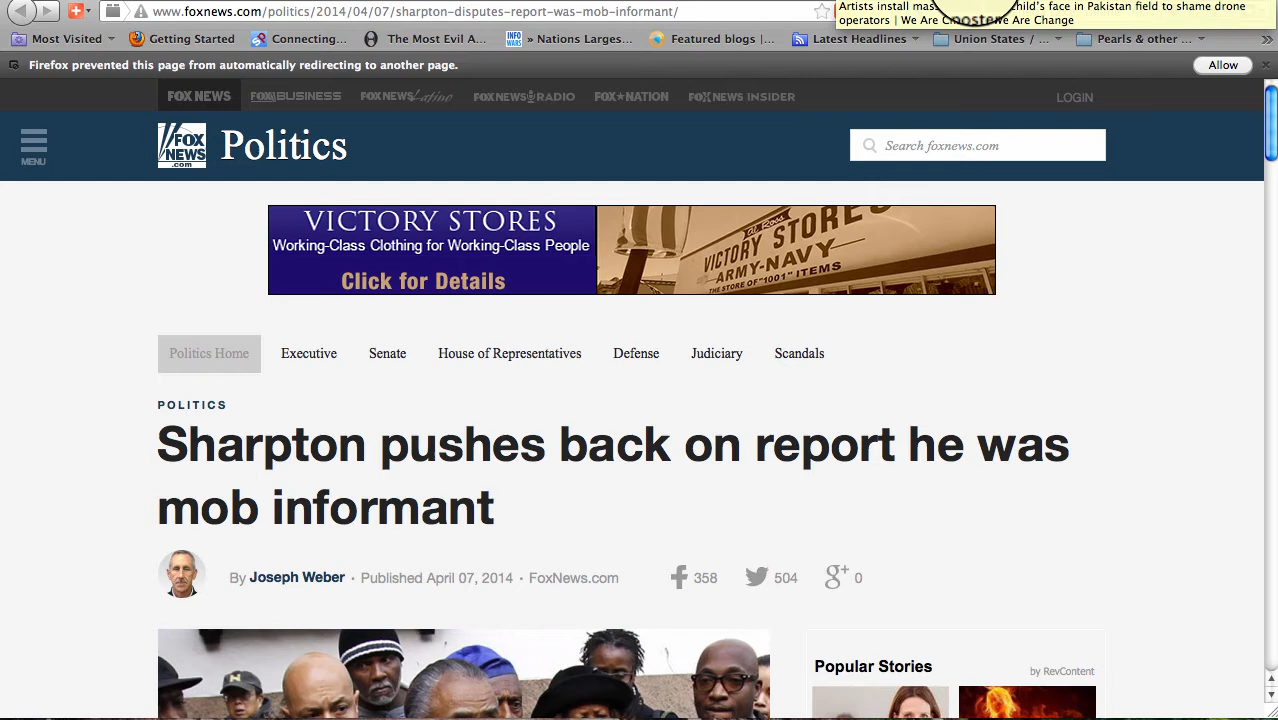 www.foxnews.com/politics/2014/04/07/sharpton-disputes-report-was-mob-informant/
Artists install mas child's face in Pakistan field to shame drone
operators | We Are C We Are Change
Most Visited
Getting Started
Connecting...
The Most Evil A...
INFO WARS
» Nations Larges...
Featured blogs |...
Latest Headlines
Union States / ...
Pearls & other ...
Firefox prevented this page from automatically redirecting to another page.
Allow
FOX NEWS
FOX BUSINESS
FOX NEWS Latino
FOX NEWS RADIO
FOX NATION
FOX NEWS INSIDER
LOGIN
MENU
FOX NEWS .com
Politics
Search foxnews.com
VICTORY STORES
Working-Class Clothing for Working-Class People
Click for Details
al Ross
VICTORY STORES
ARMY-NAVY
THE STORE OF "1001" ITEMS
Politics Home
Executive
Senate
House of Representatives
Defense
Judiciary
Scandals
POLITICS
Sharpton pushes back on report he was
mob informant
By Joseph Weber · Published April 07, 2014 · FoxNews.com
358
504
g+ 0
Popular Stories
by RevContent